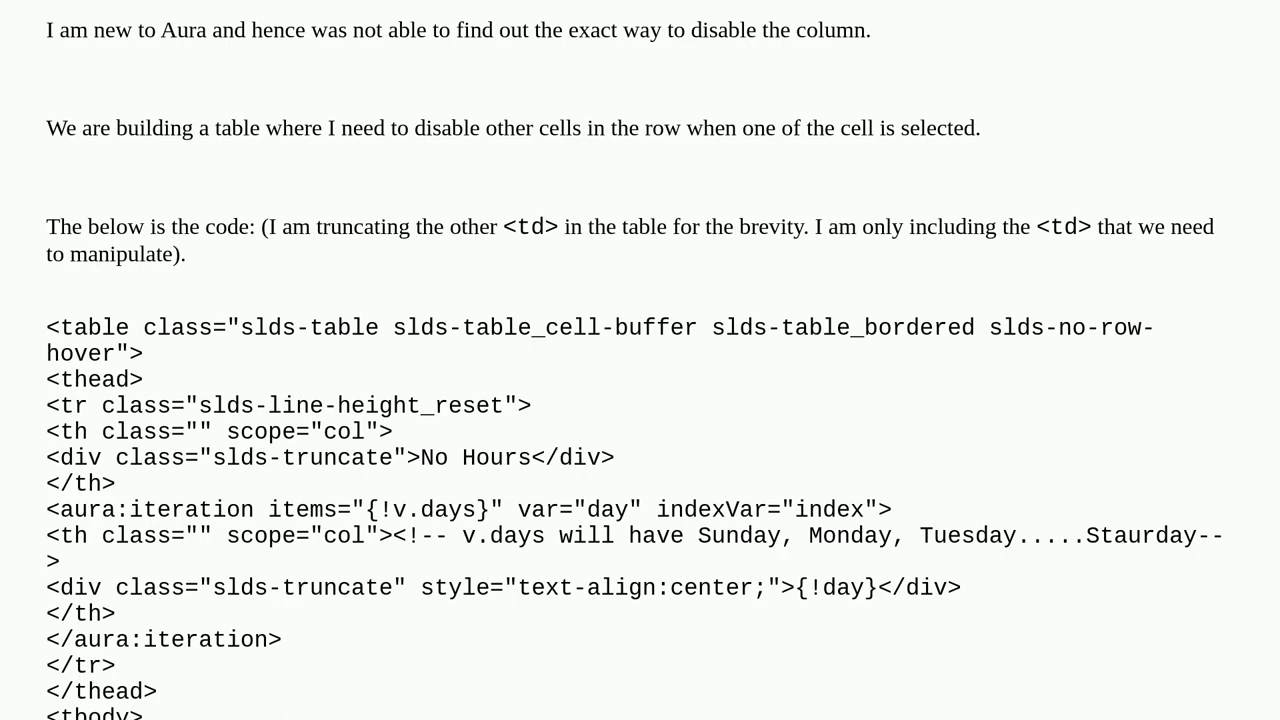 I am new to Aura and hence was not able to find out the exact way to disable the column.
We are building a table where I need to disable other cells in the row when one of the cell is selected.
The below is the code: (I am truncating the other <td> in the table for the brevity. I am only including the <td> that we need
to manipulate).
<table class="slds-table slds-table_cell-buffer slds-table_bordered slds-no-row-
hover">
<thead>
<tr class="slds-line-height_reset">
<th class="" scope="col">
<div class="slds-truncate">No Hours</div>
</th>
<aura:iteration items="{!v.days}" var="day" indexVar="index">
<th class="" scope="col"><!-- v.days will have Sunday, Monday, Tuesday.....Staurday--
>
<div class="slds-truncate" style="text-align:center;">{!day}</div>
</th>
</aura:iteration>
</tr>
</thead>
<tbody>